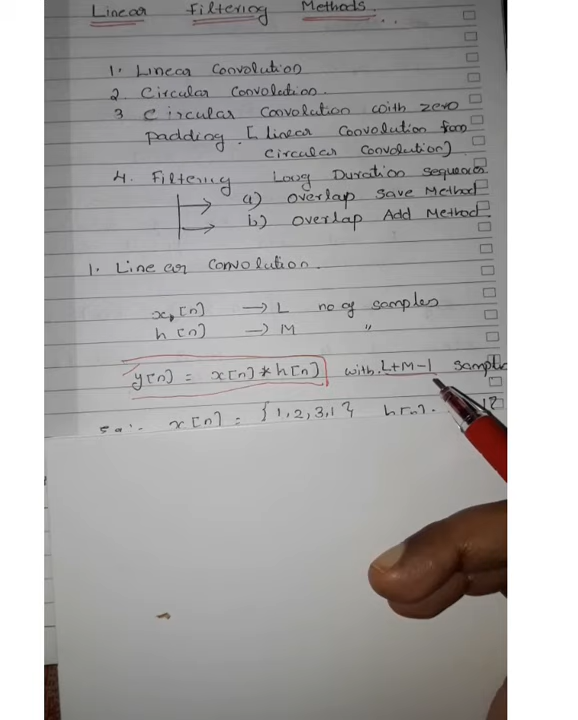 Linear Filtering Methods.
1. Linear Convolution
2. Circular Convolution.
3 Circular Convolution with zero
padding. [linear Convolution from
circular Convolution]
4. Filtering Long Duration sequences
a) overlap save Method
b) overlap Add Method.
1. Linear Convolution.
x[n] → L no of samples
h[n] → M "
y[n] = x[n] * h[n] with L+M-1 samples
x[n] = {1, 2, 3, 1} h[n].